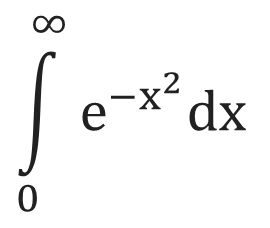 ∫₀^∞ e^{-x²} dx